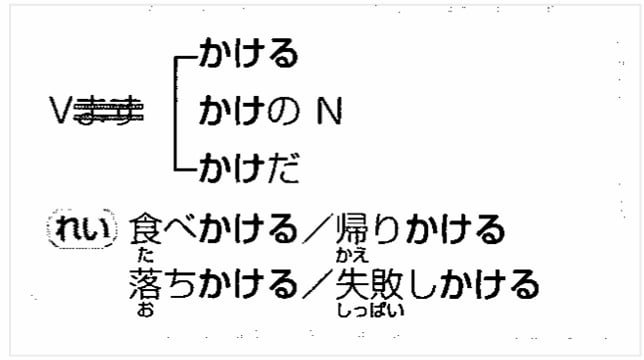 かける
Vます かけの N
かけだ
れい 食べかける／帰りかける
た かえ
落ちかける／失敗しかける
お しっぱい